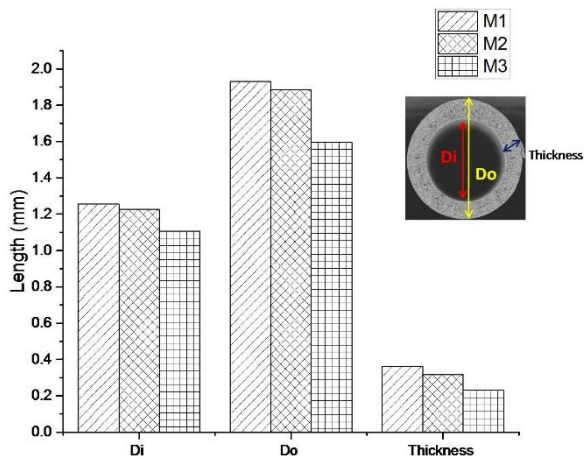 M1
M2
M3
Length (mm)
2.0
1.8
1.6
1.4
1.2
1.0
0.8
0.6
0.4
0.2
0.0
Di
Do
Thickness
Di
Do
Thickness